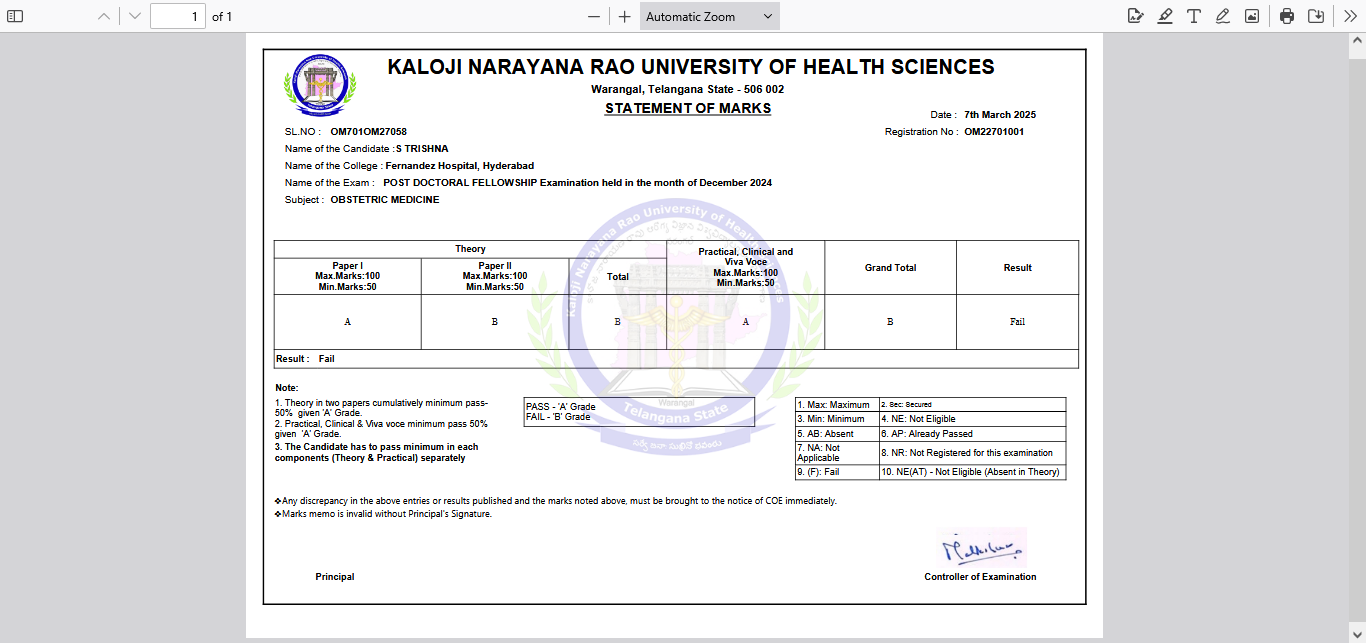 1 of 1
Automatic Zoom
KALOJI NARAYANA RAO UNIVERSITY OF HEALTH SCIENCES
Warangal, Telangana State - 506 002
STATEMENT OF MARKS
Date : 7th March 2025
SL.NO : OM701OM27058
Registration No : OM22701001
Name of the Candidate :S TRISHNA
Name of the College : Fernandez Hospital, Hyderabad
Name of the Exam : POST DOCTORAL FELLOWSHIP Examination held in the month of December 2024
Subject : OBSTETRIC MEDICINE
Kaloji Narayana Rao University of Health Sciences
Theory
Paper I
Max.Marks:100
Min.Marks:50
Paper II
Max.Marks:100
Min.Marks:50
Total
Practical, Clinical and
Viva Voce
Max.Marks:100
Min.Marks:50
Grand Total
Result
A B B A B Fail
Result : Fail
Note:
1. Theory in two papers cumulatively minimum pass-
50% given 'A' Grade.
2. Practical, Clinical & Viva voce minimum pass 50%
given 'A' Grade.
3. The Candidate has to pass minimum in each
components (Theory & Practical) separately
PASS - 'A' Grade
FAIL - 'B' Grade
Warangal
Telangana State
1. Max: Maximum 2. Sec: Secured
3. Min: Minimum 4. NE: Not Eligible
5. AB: Absent 6. AP: Already Passed
7. NA: Not
Applicable
8. NR: Not Registered for this examination
9. (F): Fail 10. NE(AT) - Not Eligible (Absent in Theory)
❖Any discrepancy in the above entries or results published and the marks noted above, must be brought to the notice of COE immediately.
❖Marks memo is invalid without Principal's Signature.
Principal
Controller of Examination